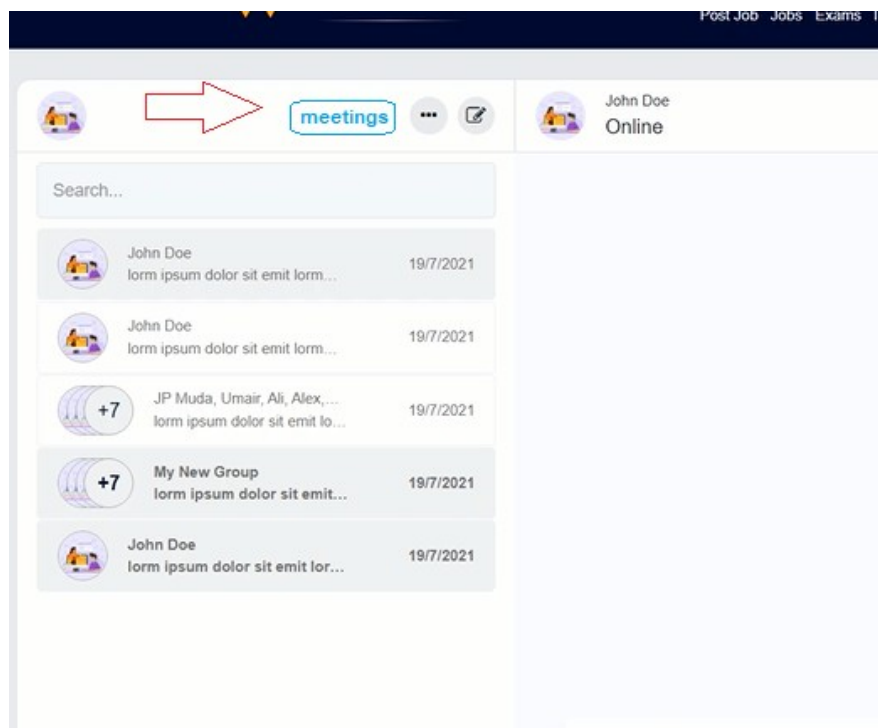 Post Job Jobs Exams
meetings
John Doe
Online
Search...
John Doe
lorm ipsum dolor sit emit lorm...
19/7/2021
John Doe
lorm ipsum dolor sit emit lorm...
19/7/2021
+7
JP Muda, Umair, Ali, Alex,...
lorm ipsum dolor sit emit lo...
19/7/2021
+7
My New Group
lorm ipsum dolor sit emit...
19/7/2021
John Doe
lorm ipsum dolor sit emit lor...
19/7/2021